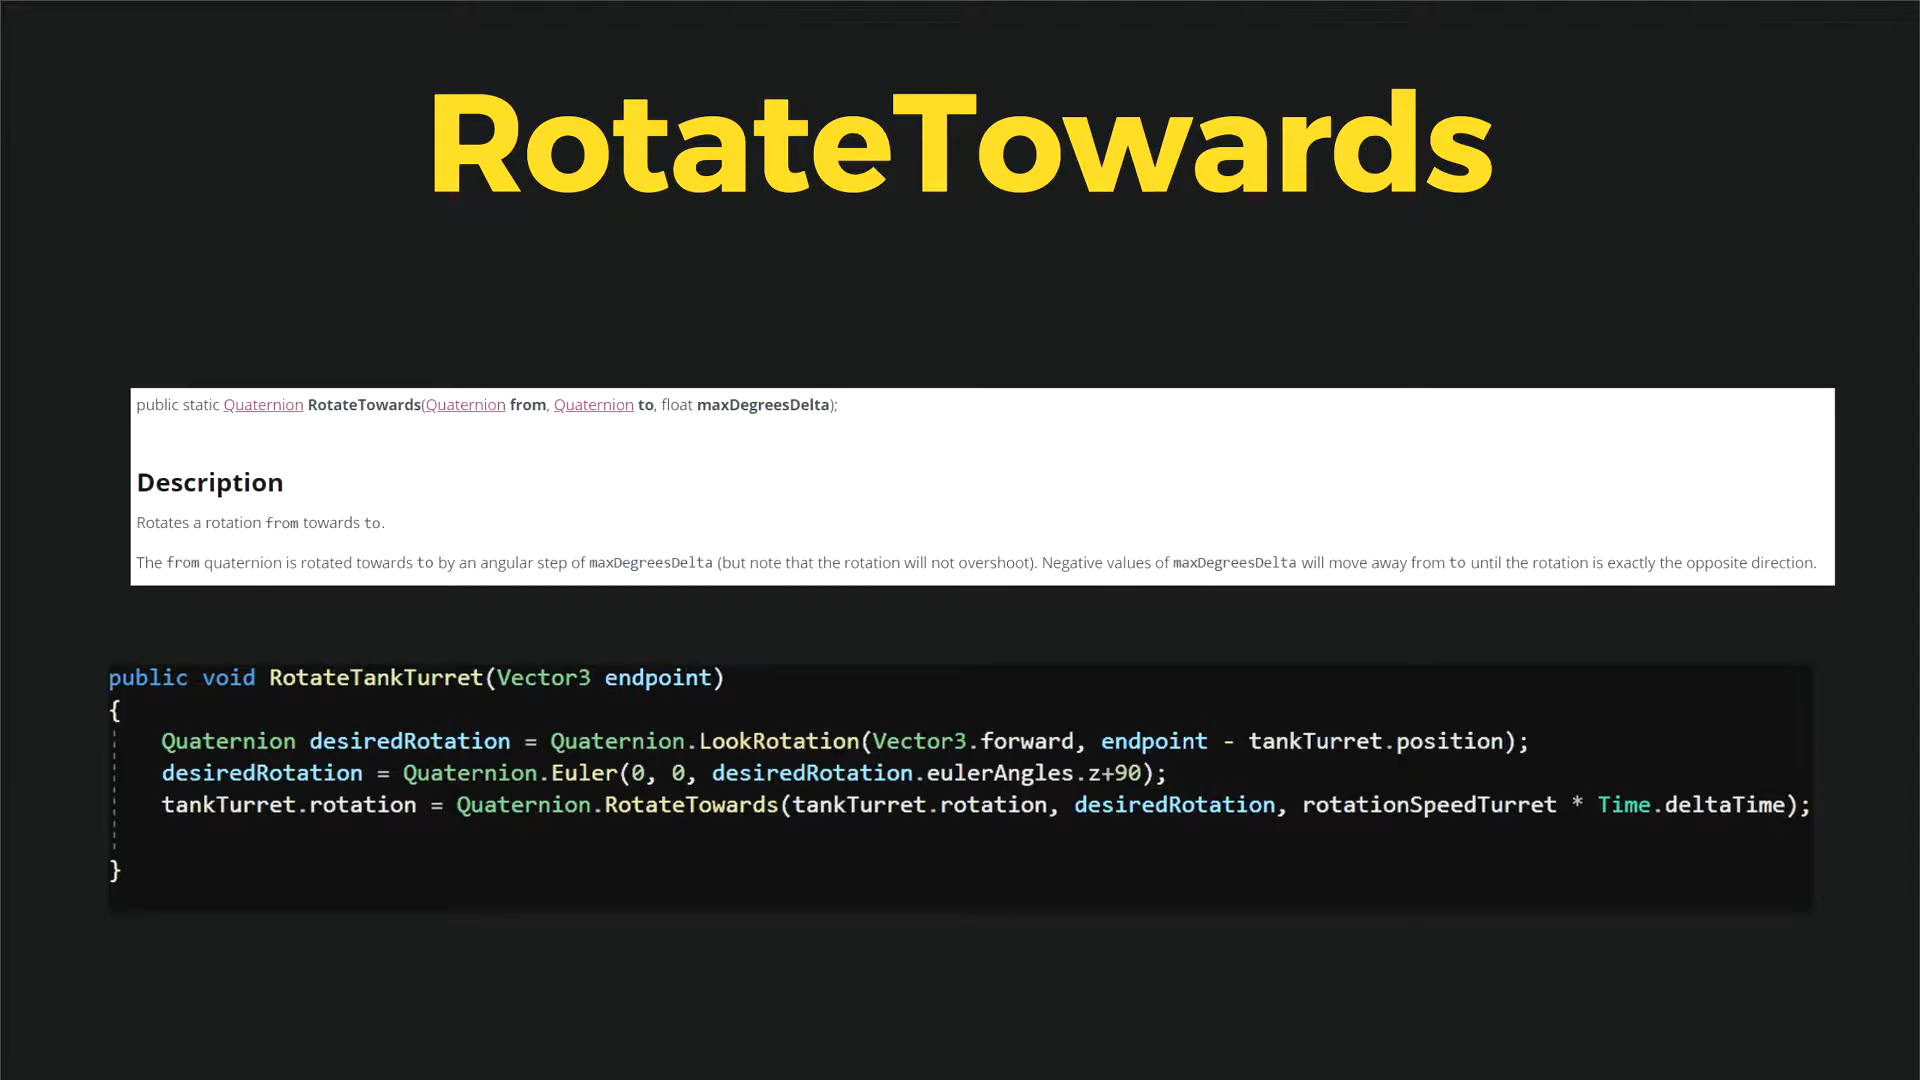 RotateTowards
public static Quaternion RotateTowards(Quaternion from, Quaternion to, float maxDegreesDelta);
Description
Rotates a rotation from towards to.
The from quaternion is rotated towards to by an angular step of maxDegreesDelta (but note that the rotation will not overshoot). Negative values of maxDegreesDelta will move away from to until the rotation is exactly the opposite direction.
public void RotateTankTurret(Vector3 endpoint)
{
Quaternion desiredRotation = Quaternion.LookRotation(Vector3.forward, endpoint - tankTurret.position);
desiredRotation = Quaternion.Euler(0, 0, desiredRotation.eulerAngles.z+90);
tankTurret.rotation = Quaternion.RotateTowards(tankTurret.rotation, desiredRotation, rotationSpeedTurret * Time.deltaTime);
}